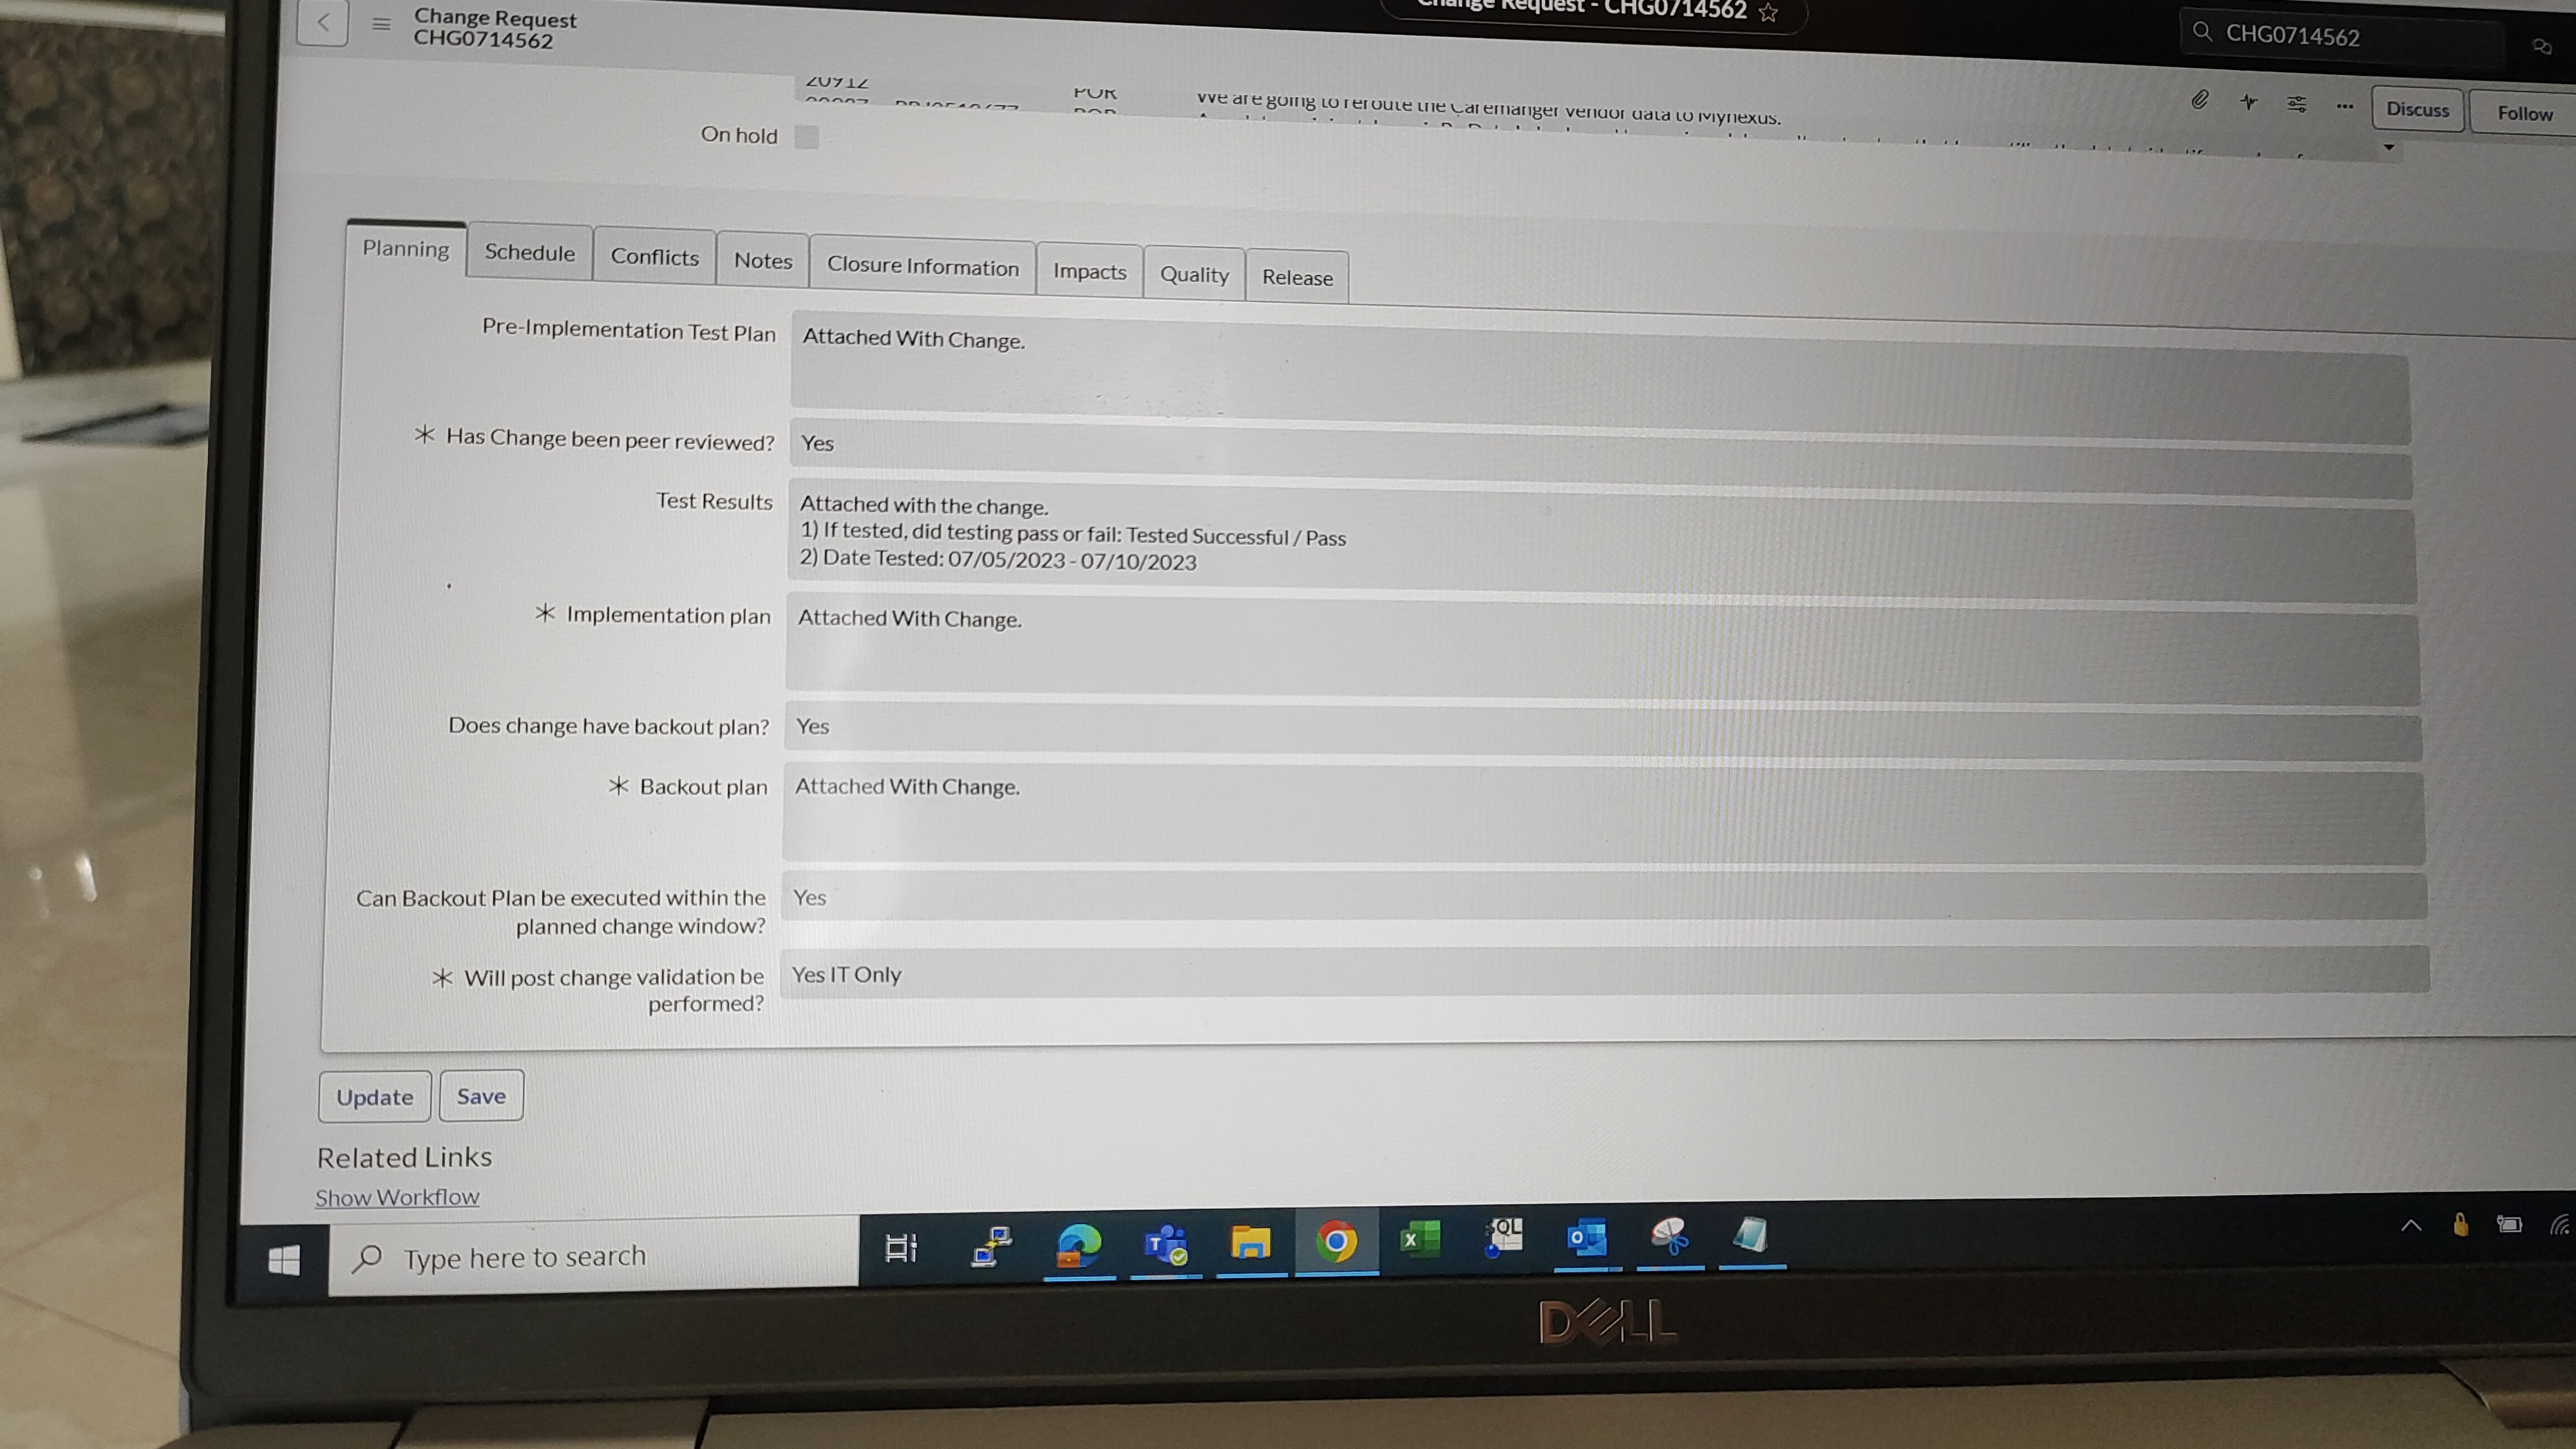 Change Request
CHG0714562
Change Request - CHG0714562
CHG0714562
20912
We are going to reroute the Caremanger vendor data to Mynexus.
Discuss
Follow
On hold
Planning
Schedule
Conflicts
Notes
Closure Information
Impacts
Quality
Release
Pre-Implementation Test Plan
Attached With Change.
* Has Change been peer reviewed?
Yes
Test Results
Attached with the change.
1) If tested, did testing pass or fail: Tested Successful / Pass
2) Date Tested: 07/05/2023 - 07/10/2023
* Implementation plan
Attached With Change.
Does change have backout plan?
Yes
* Backout plan
Attached With Change.
Can Backout Plan be executed within the
planned change window?
Yes
* Will post change validation be
performed?
Yes IT Only
Update
Save
Related Links
Show Workflow
Type here to search
DELL